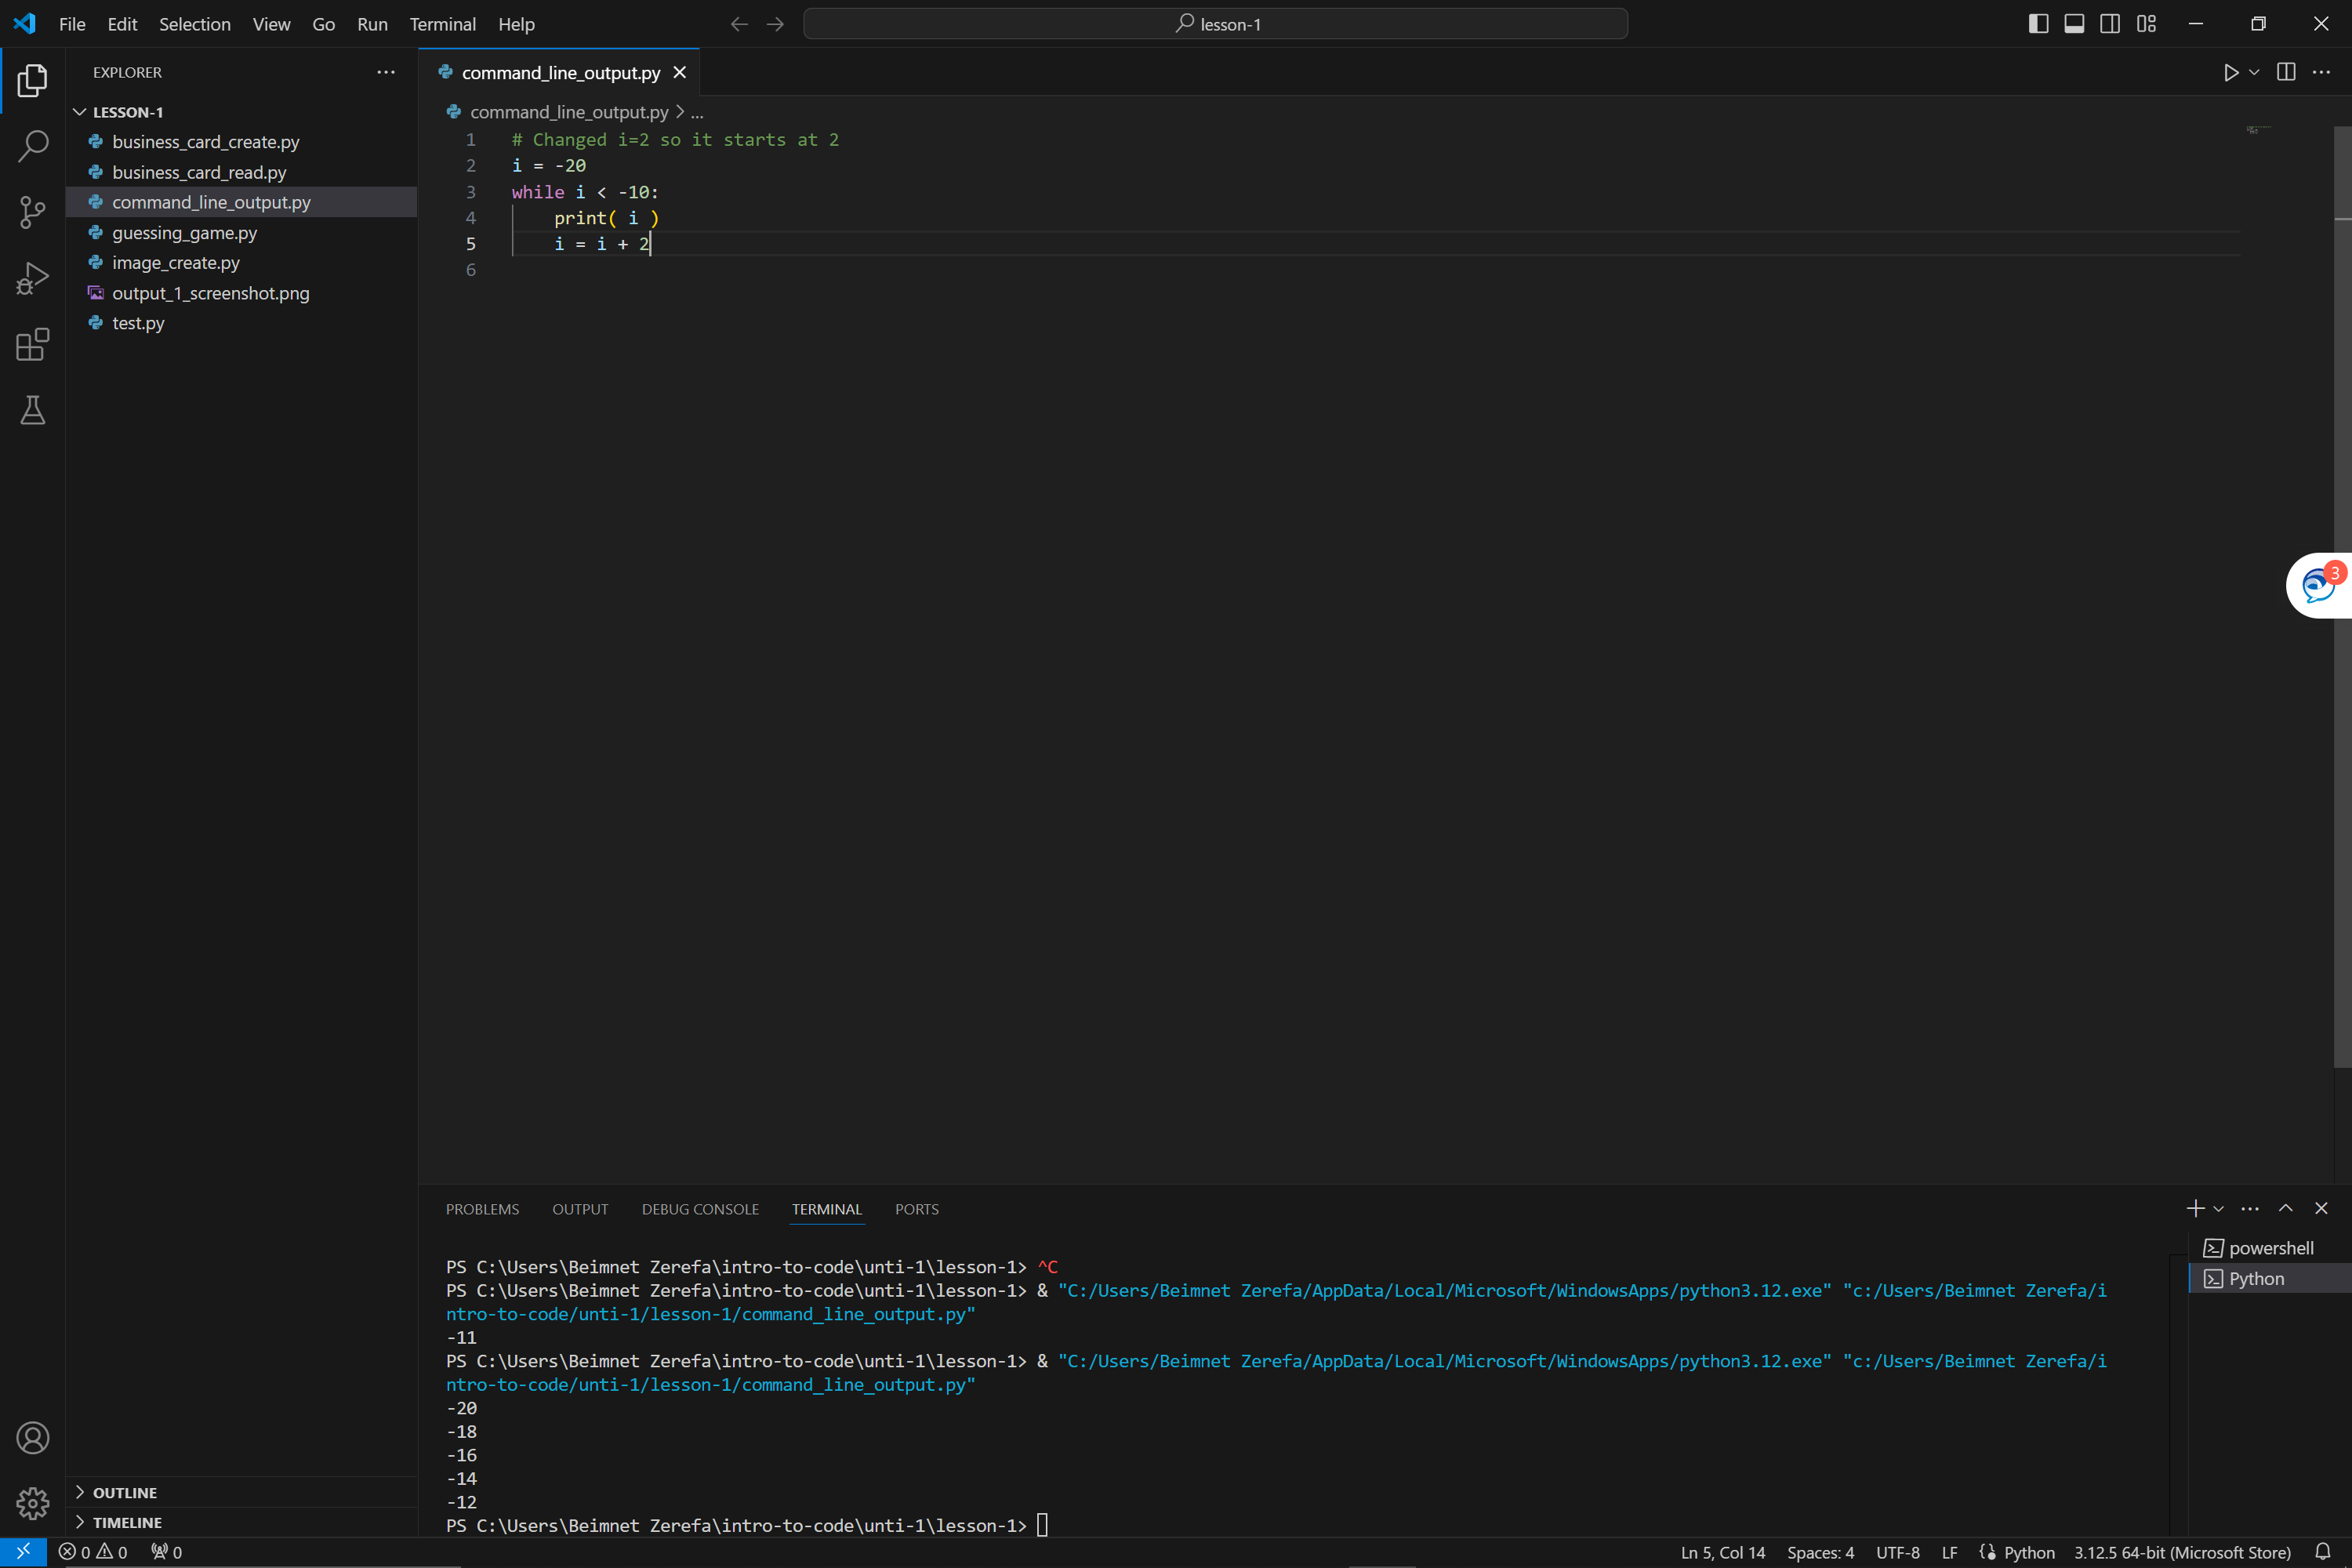 File Edit Selection View Go Run Terminal Help lesson-1
EXPLORER
LESSON-1
business_card_create.py
business_card_read.py
command_line_output.py
guessing_game.py
image_create.py
output_1_screenshot.png
test.py
OUTLINE
TIMELINE
command_line_output.py
command_line_output.py > ...
1 # Changed i=2 so it starts at 2
2 i = -20
3 while i < -10:
4     print( i )
5     i = i + 2
6
3
PROBLEMS OUTPUT DEBUG CONSOLE TERMINAL PORTS
PS C:\Users\Beimnet Zerefa\intro-to-code\unti-1\lesson-1> ^C
PS C:\Users\Beimnet Zerefa\intro-to-code\unti-1\lesson-1> & "C:/Users/Beimnet Zerefa/AppData/Local/Microsoft/WindowsApps/python3.12.exe" "c:/Users/Beimnet Zerefa/i
ntro-to-code/unti-1/lesson-1/command_line_output.py"
-11
PS C:\Users\Beimnet Zerefa\intro-to-code\unti-1\lesson-1> & "C:/Users/Beimnet Zerefa/AppData/Local/Microsoft/WindowsApps/python3.12.exe" "c:/Users/Beimnet Zerefa/i
ntro-to-code/unti-1/lesson-1/command_line_output.py"
-20
-18
-16
-14
-12
PS C:\Users\Beimnet Zerefa\intro-to-code\unti-1\lesson-1>
powershell
Python
0 0 0 Ln 5, Col 14 Spaces: 4 UTF-8 LF Python 3.12.5 64-bit (Microsoft Store)